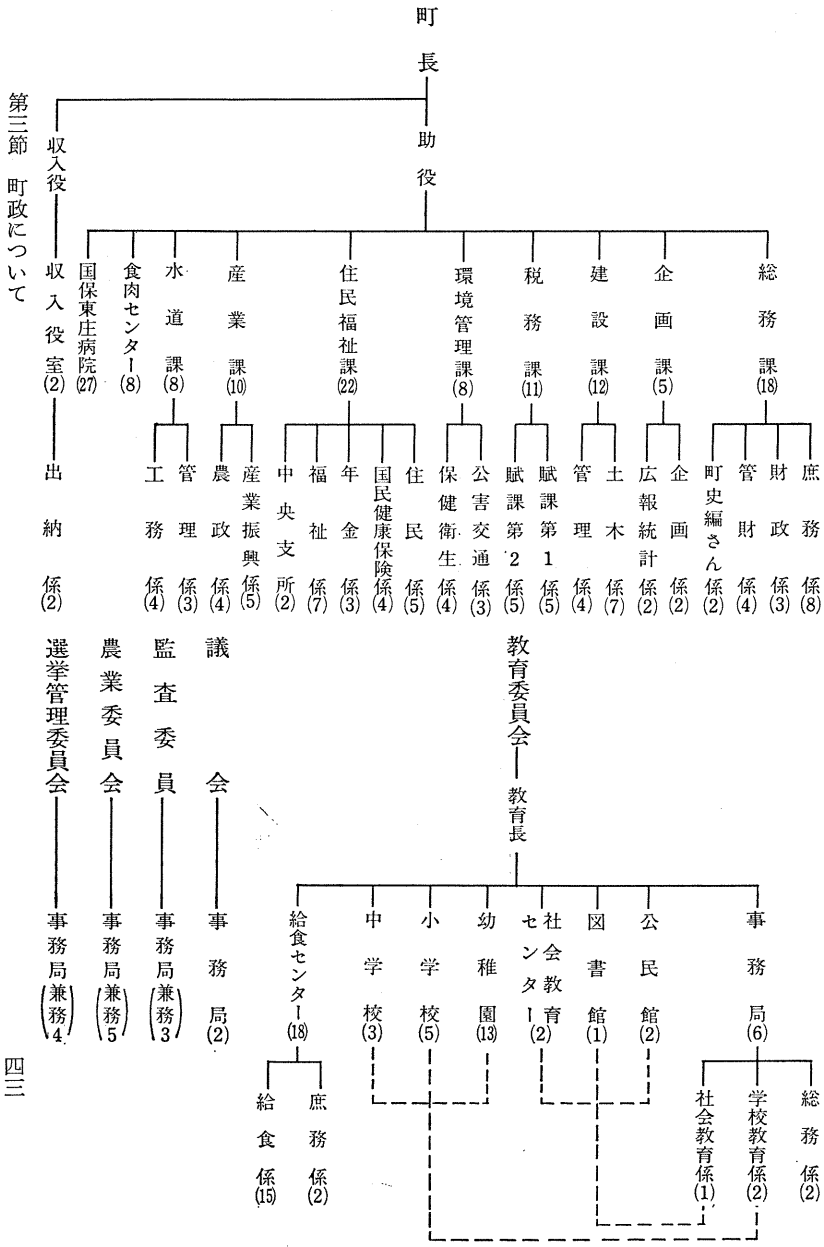 町長
助役
収入役
総務課(18)
企画課(5)
建設課(12)
税務課(11)
環境管理課(8)
住民福祉課(22)
産業課(10)
水道課(8)
食肉センター(8)
国保東庄病院(27)
収入役室(2)
庶務係(8)
財政係(3)
管財係(4)
町史編さん係(2)
企画係(2)
広報統計係(2)
土木係(7)
管理係(4)
賦課第1係(5)
賦課第2係(5)
公害交通係(3)
保健衛生係(4)
住民係(5)
国民健康保険係(4)
年金係(3)
福祉係(7)
中央支所(2)
産業振興係(5)
農政係(4)
管理係(3)
工務係(4)
出納係(2)
教育委員会
教育長
事務局(6)
公民館(2)
図書館(1)
社会教育
センター(2)
幼稚園(13)
小学校(5)
中学校(3)
給食センター(18)
総務係(2)
学校教育係(2)
社会教育係(1)
庶務係(2)
給食係(15)
議会
事務局(2)
監査委員
事務局(兼務3)
農業委員会
事務局(兼務5)
選挙管理委員会
事務局(兼務4)
第三節 町政について
四三